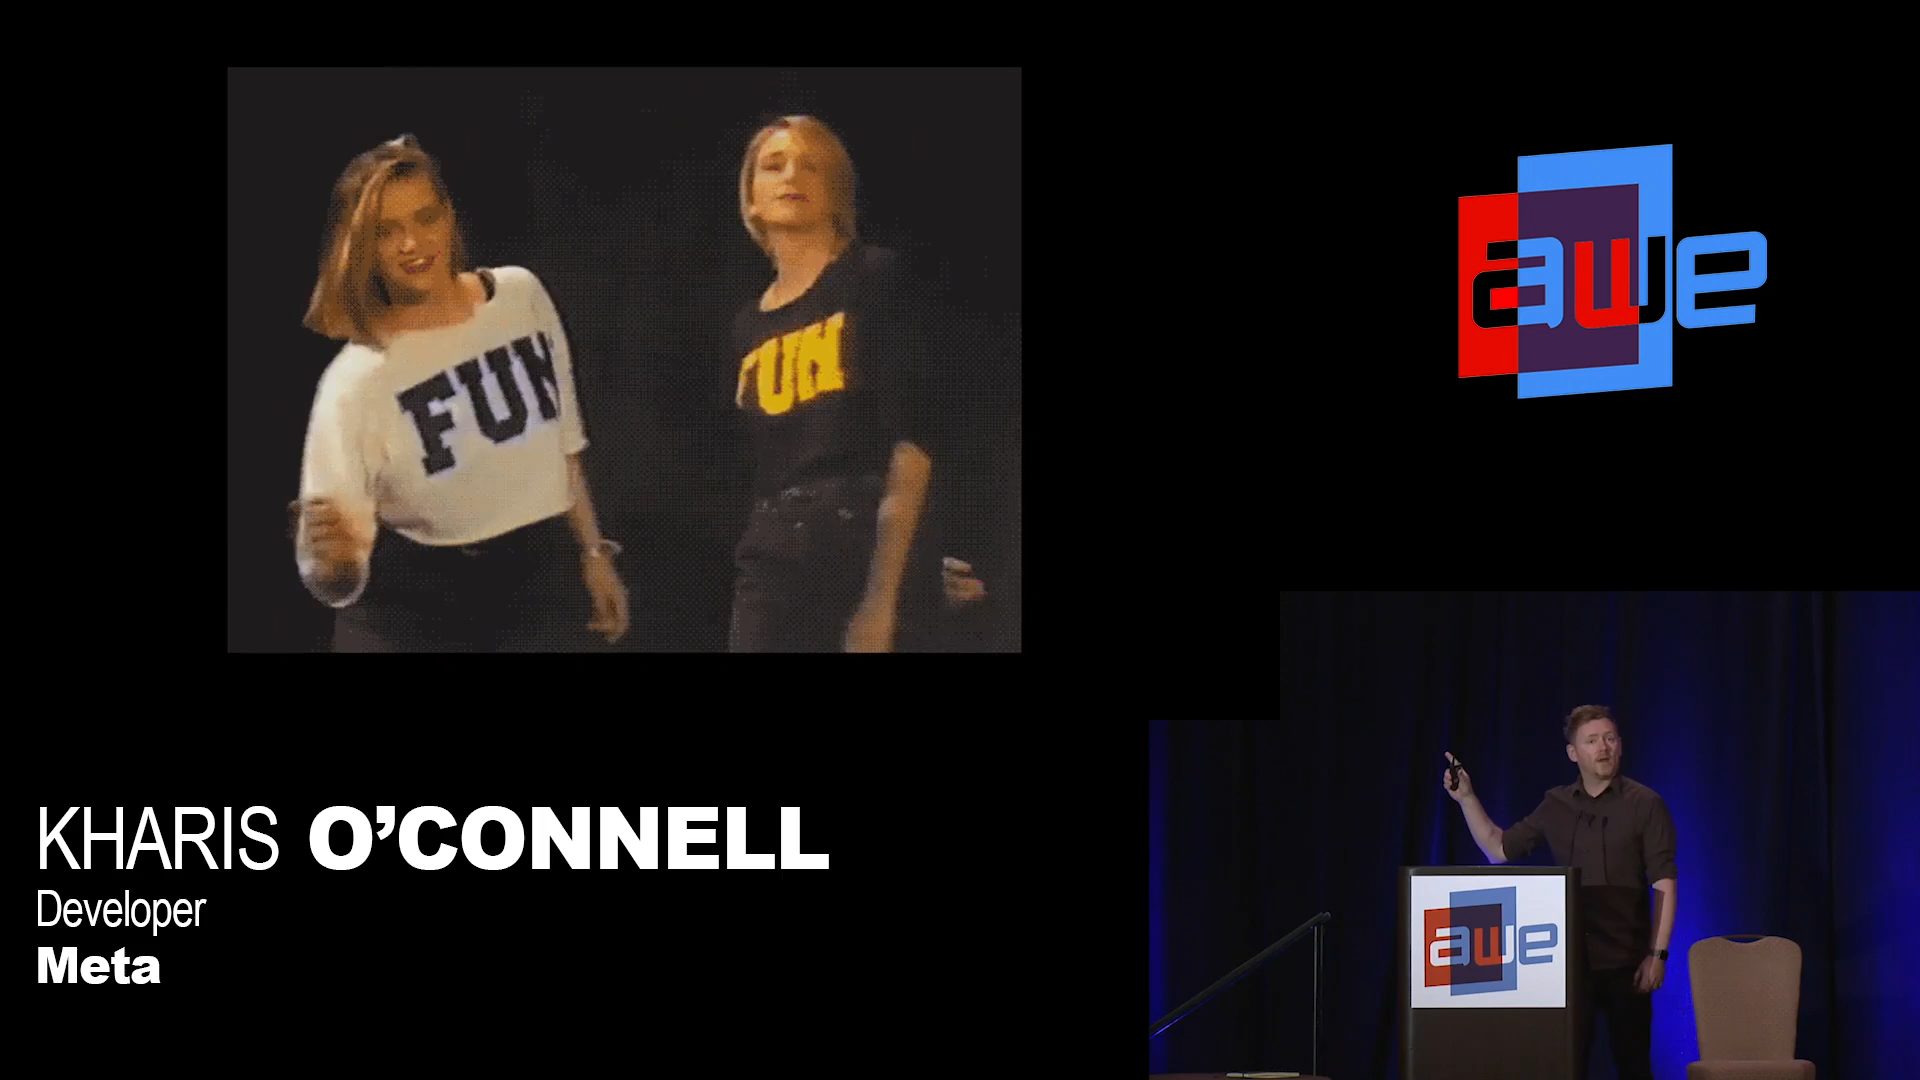 FUN
FUN
awe
KHARIS O'CONNELL
Developer
Meta
awe